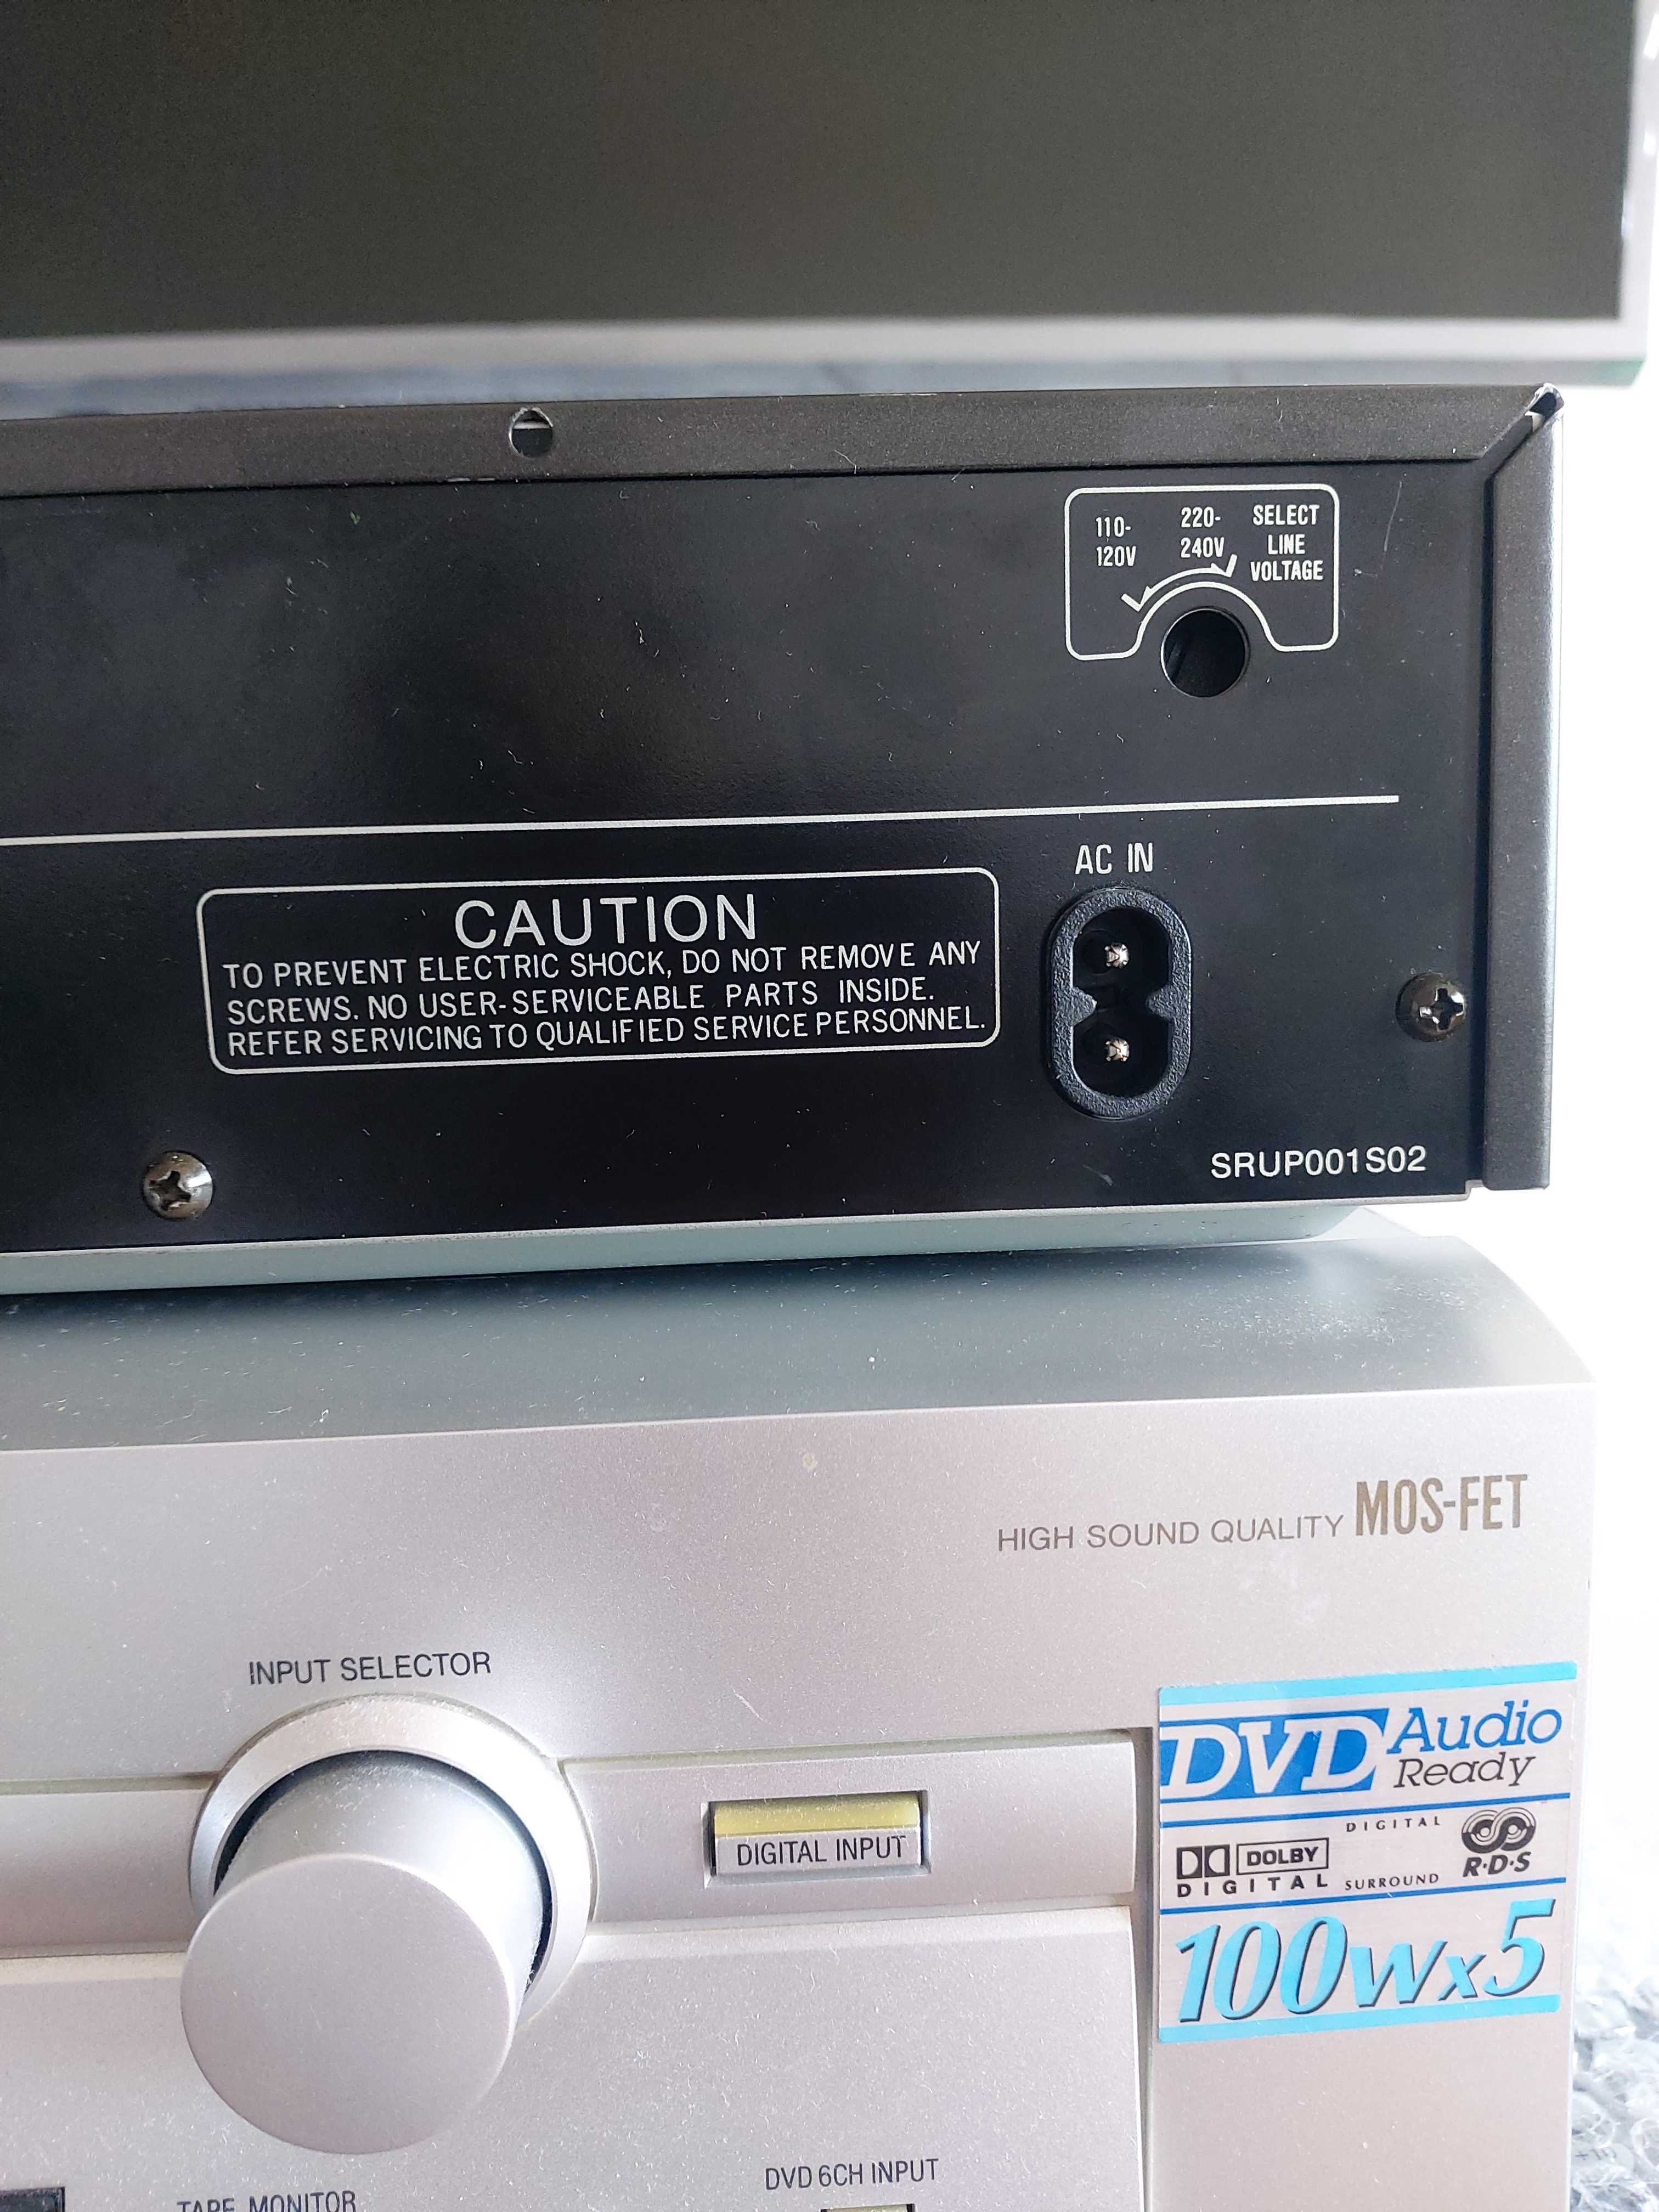 110-
120V
220-
240V
SELECT
LINE
VOLTAGE
AC IN
CAUTION
TO PREVENT ELECTRIC SHOCK, DO NOT REMOVE ANY
SCREWS. NO USER-SERVICEABLE PARTS INSIDE.
REFER SERVICING TO QUALIFIED SERVICE PERSONNEL.
SRUP001S02
HIGH SOUND QUALITY MOS-FET
INPUT SELECTOR
DIGITAL INPUT
DVD Audio
Ready
DOLBY
DIGITAL
DIGITAL
SURROUND
R·D·S
100Wx5
DVD 6CH INPUT
TAPE MONITOR